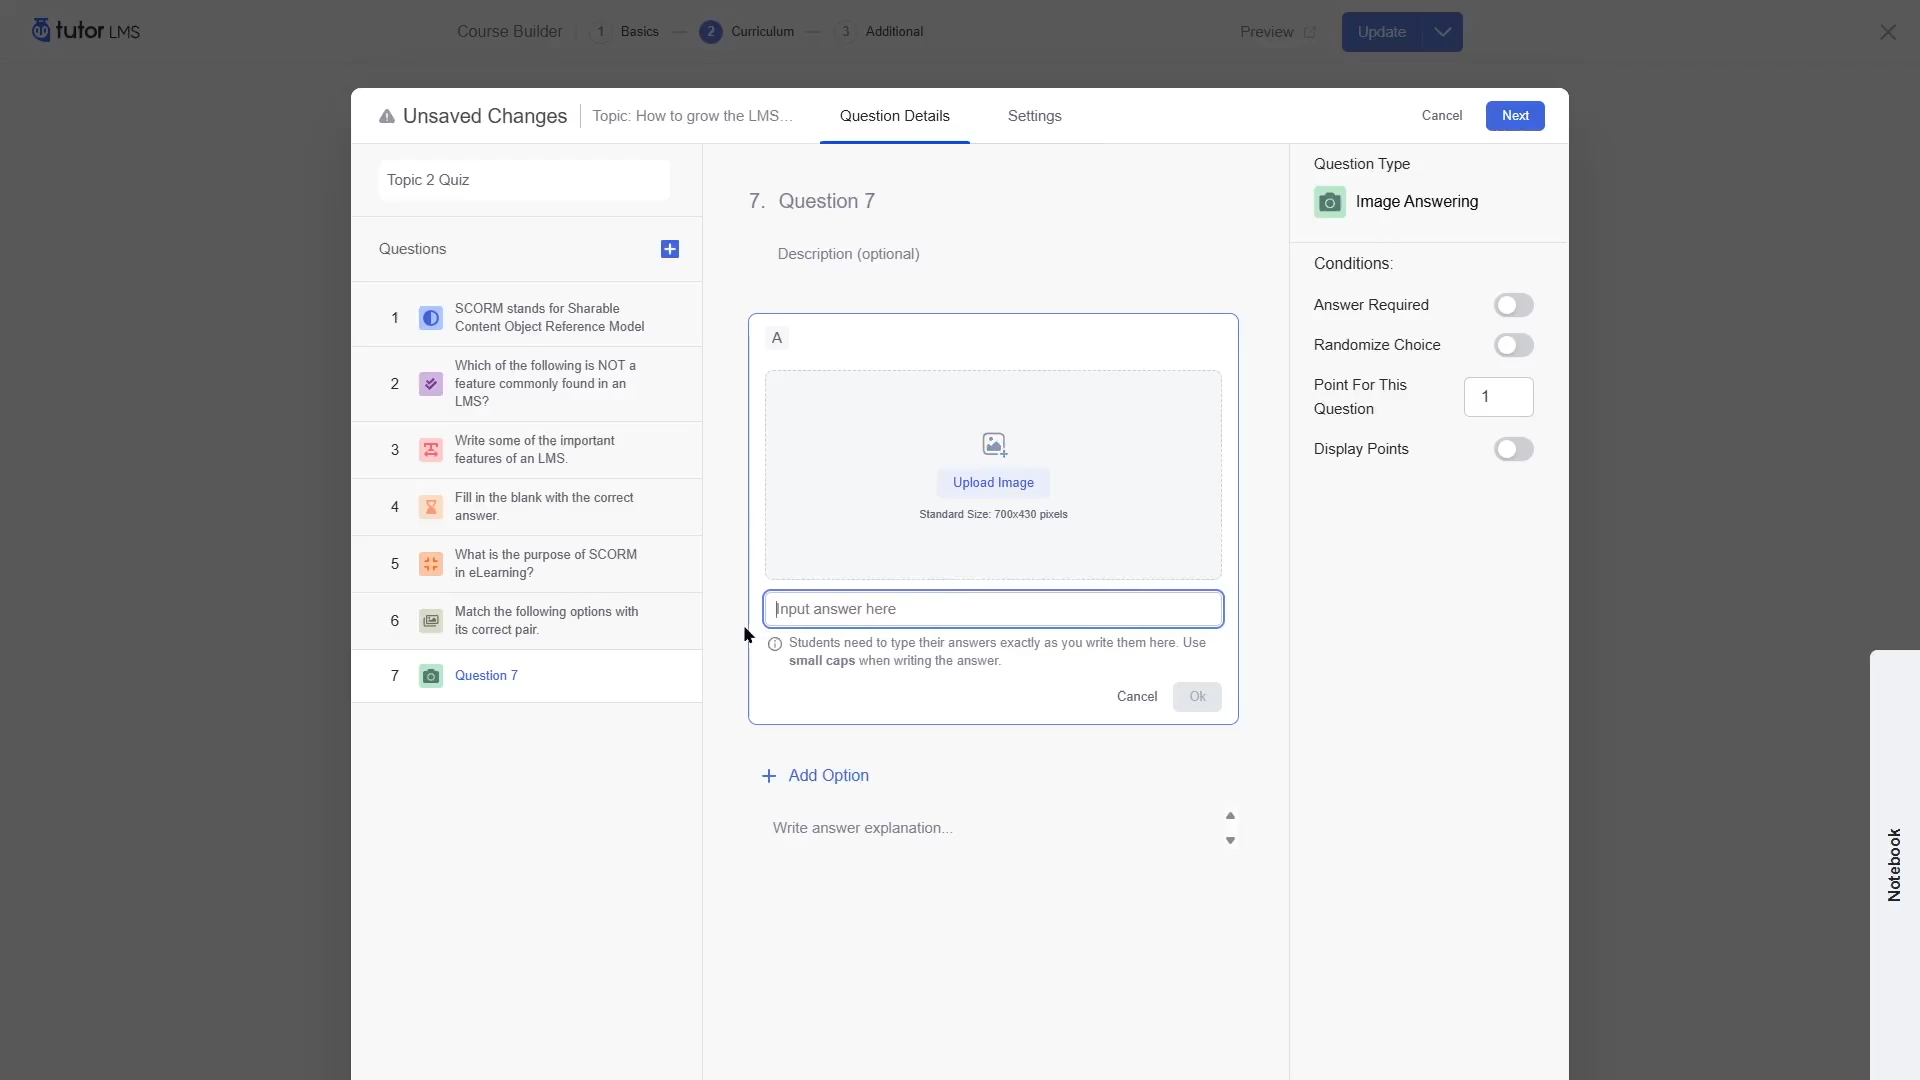 tutor LMS
Course Builder
1 Basics
2 Curriculum
3 Additional
Preview
Update
Unsaved Changes
Topic: How to grow the LMS...
Question Details
Settings
Cancel
Next
Topic 2 Quiz
Questions
1 SCORM stands for Sharable
Content Object Reference Model
2 Which of the following is NOT a
feature commonly found in an
LMS?
3 Write some of the important
features of an LMS.
4 Fill in the blank with the correct
answer.
5 What is the purpose of SCORM
in eLearning?
6 Match the following options with
its correct pair.
7 Question 7
7. Question 7
Description (optional)
A
Upload Image
Standard Size: 700x430 pixels
Input answer here
Students need to type their answers exactly as you write them here. Use
small caps when writing the answer.
Cancel
Ok
Add Option
Write answer explanation...
Question Type
Image Answering
Conditions:
Answer Required
Randomize Choice
Point For This
Question
1
Display Points
Notebook